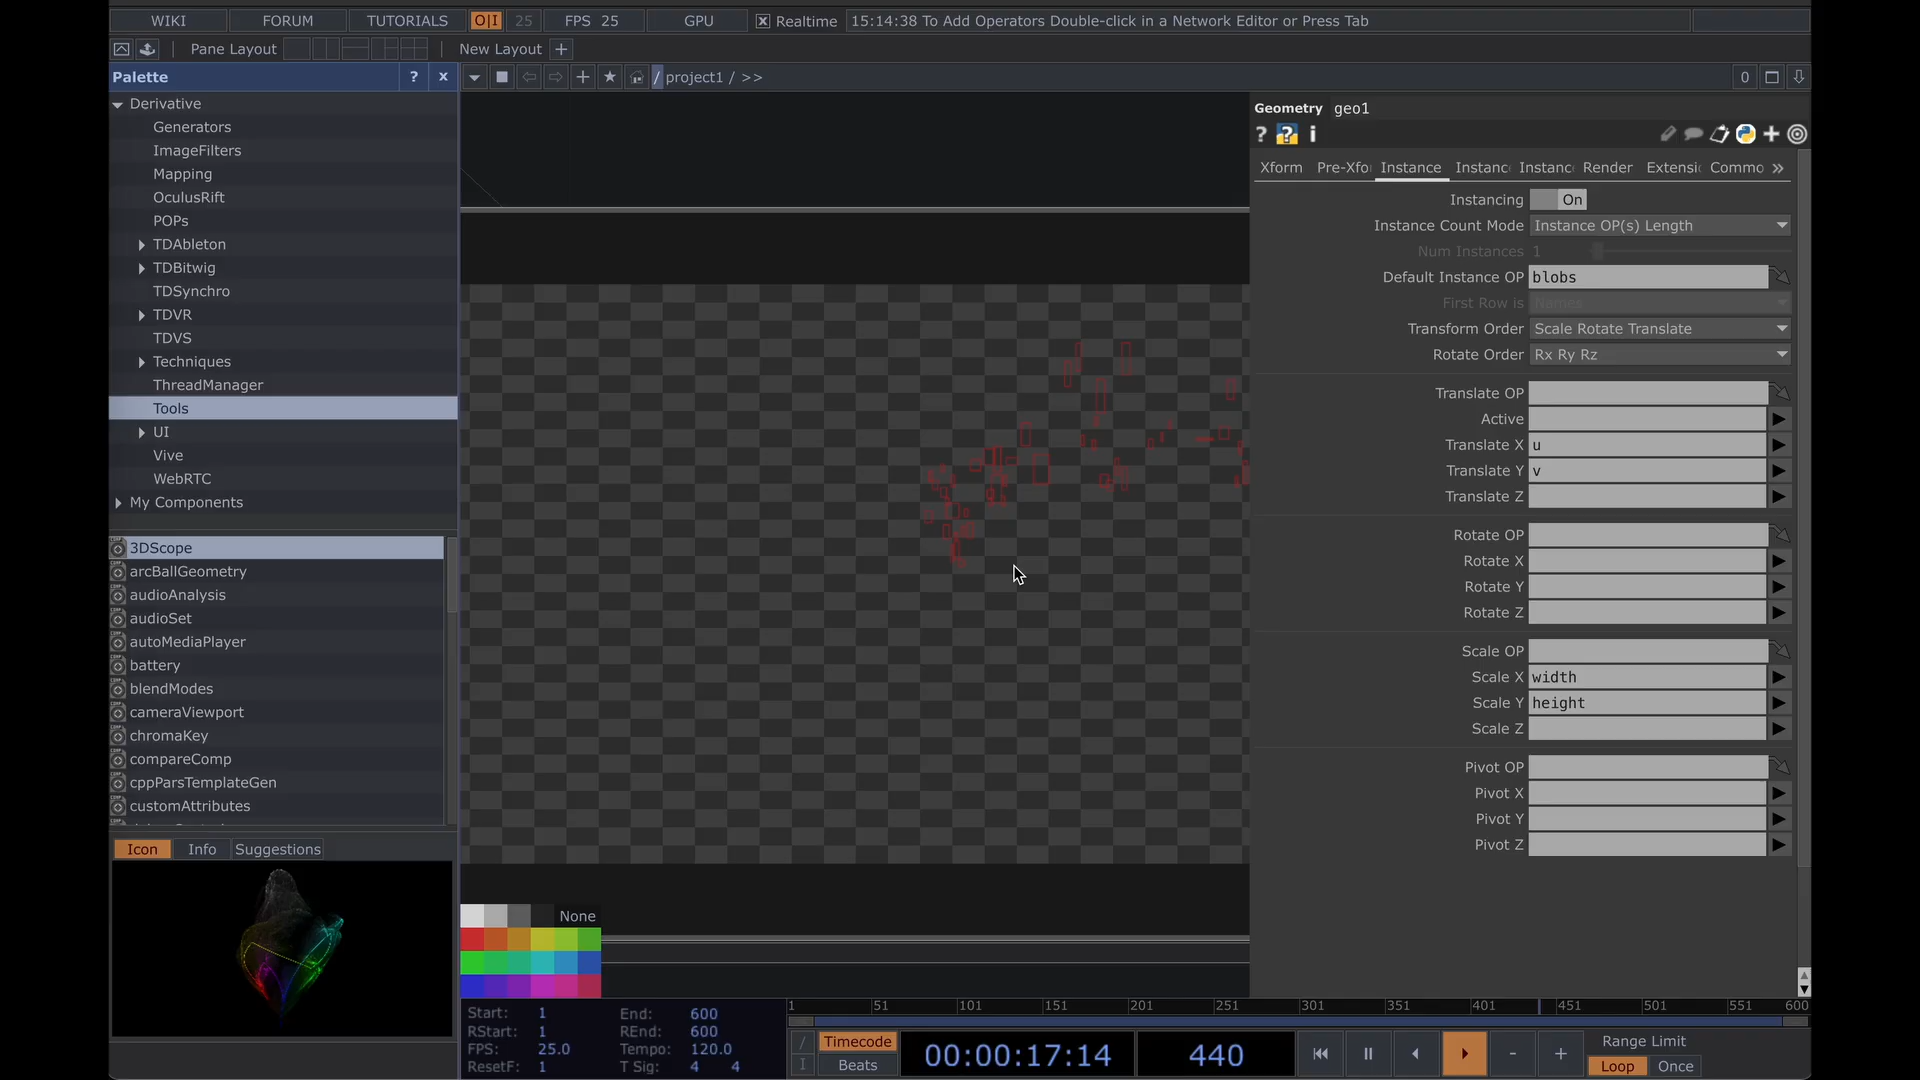 WIKI FORUM TUTORIALS O|I 25 FPS 25 GPU Realtime 15:14:38 To Add Operators Double-click in a Network Editor or Press Tab
Pane Layout New Layout +
Palette ? x
/ project1 / >> 0
Derivative
Generators
ImageFilters
Mapping
OculusRift
POPs
TDAbleton
TDBitwig
TDSynchro
TDVR
TDVS
Techniques
ThreadManager
Tools
UI
Vive
WebRTC
My Components
3DScope
arcBallGeometry
audioAnalysis
audioSet
autoMediaPlayer
battery
blendModes
cameraViewport
chromaKey
compareComp
cppParsTemplateGen
customAttributes
Icon Info Suggestions
None
Geometry geo1
? ? i
Xform Pre-Xfo Instance Instanc Instanc Render Extensi Commo »
Instancing On
Instance Count Mode Instance OP(s) Length
Num Instances 1
Default Instance OP blobs
First Row is Names
Transform Order Scale Rotate Translate
Rotate Order Rx Ry Rz
Translate OP
Active
Translate X u
Translate Y v
Translate Z
Rotate OP
Rotate X
Rotate Y
Rotate Z
Scale OP
Scale X width
Scale Y height
Scale Z
Pivot OP
Pivot X
Pivot Y
Pivot Z
Start: 1 End: 600
RStart: 1 REnd: 600
FPS: 25.0 Tempo: 120.0
ResetF: 1 T Sig: 4 4
1 51 101 151 201 251 301 351 401 451 501 551 600
/ Timecode
I Beats
00:00:17:14 440
- +
Range Limit
Loop Once